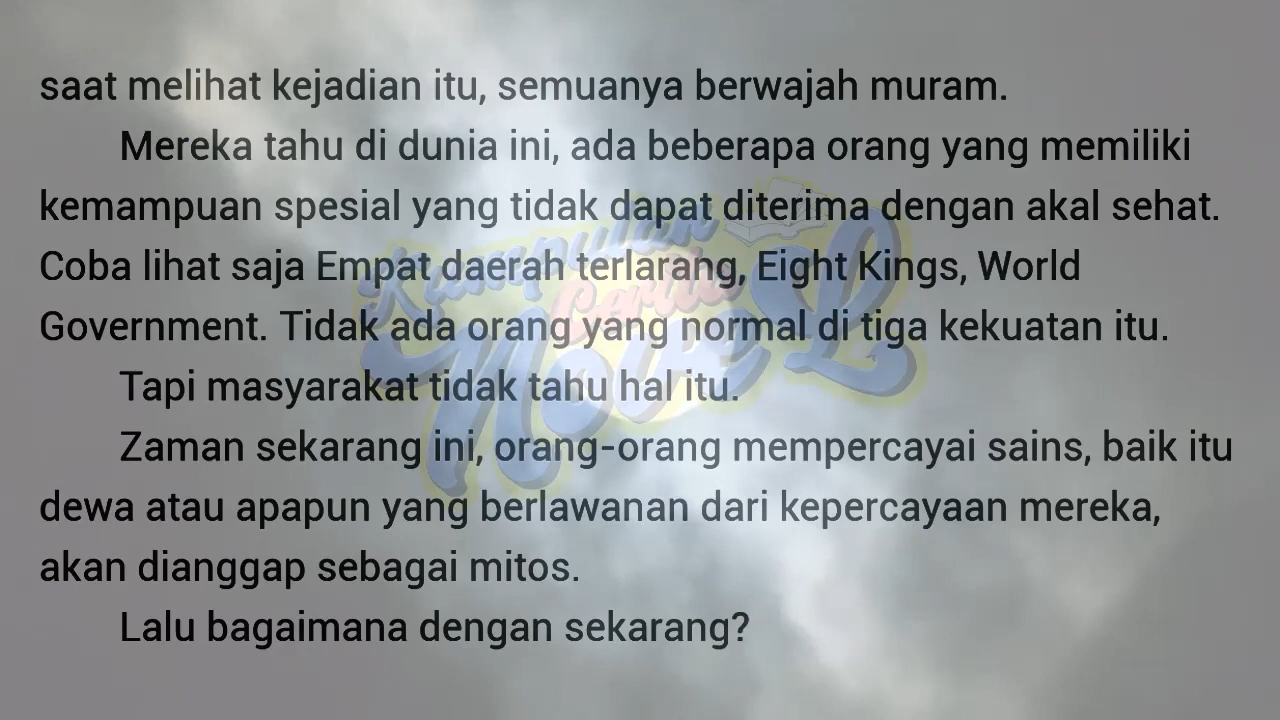 saat melihat kejadian itu, semuanya berwajah muram.
Mereka tahu di dunia ini, ada beberapa orang yang memiliki
kemampuan spesial yang tidak dapat diterima dengan akal sehat.
Coba lihat saja Empat daerah terlarang, Eight Kings, World
Government. Tidak ada orang yang normal di tiga kekuatan itu.
Tapi masyarakat tidak tahu hal itu.
Zaman sekarang ini, orang-orang mempercayai sains, baik itu
dewa atau apapun yang berlawanan dari kepercayaan mereka,
akan dianggap sebagai mitos.
Lalu bagaimana dengan sekarang?
Kumpulan
Cerita
NoveL